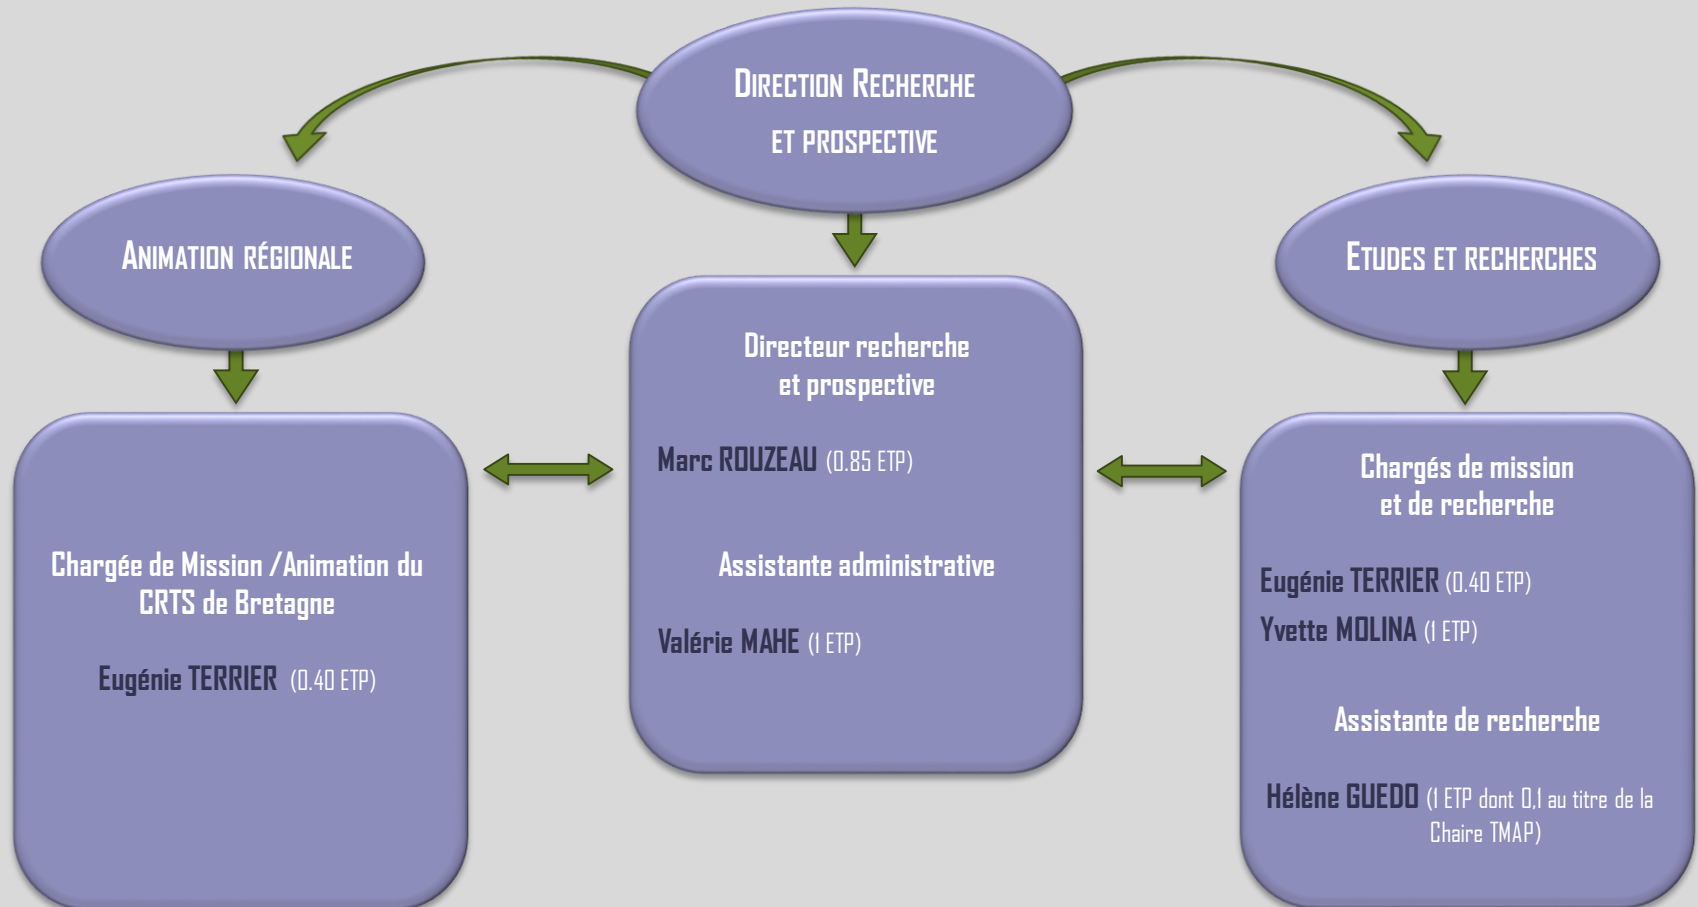 DIRECTION RECHERCHE
ET PROSPECTIVE
ANIMATION RÉGIONALE
ETUDES ET RECHERCHES
Chargée de Mission /Animation du
CRTS de Bretagne
Eugénie TERRIER (0.40 ETP)
Directeur recherche
et prospective
Marc ROUZEAU (0.85 ETP)
Assistante administrative
Valérie MAHE (1 ETP)
Chargés de mission
et de recherche
Eugénie TERRIER (0.40 ETP)
Yvette MOLINA (1 ETP)
Assistante de recherche
Hélène GUEDO (1 ETP dont 0,1 au titre de la
Chaire TMAP)